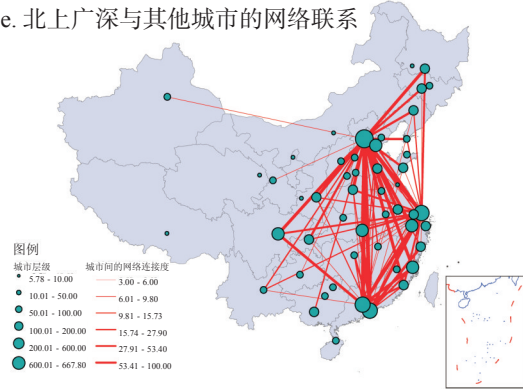 e. 北上广深与其他城市的网络联系
图例
城市层级 城市间的网络连接度
5.78 - 10.00 3.00 - 6.00
10.01 - 50.00 6.01 - 9.80
50.01 - 100.00 9.81 - 15.73
100.01 - 200.00 15.74 - 27.90
200.01 - 600.00 27.91 - 53.40
600.01 - 667.80 53.41 - 100.00